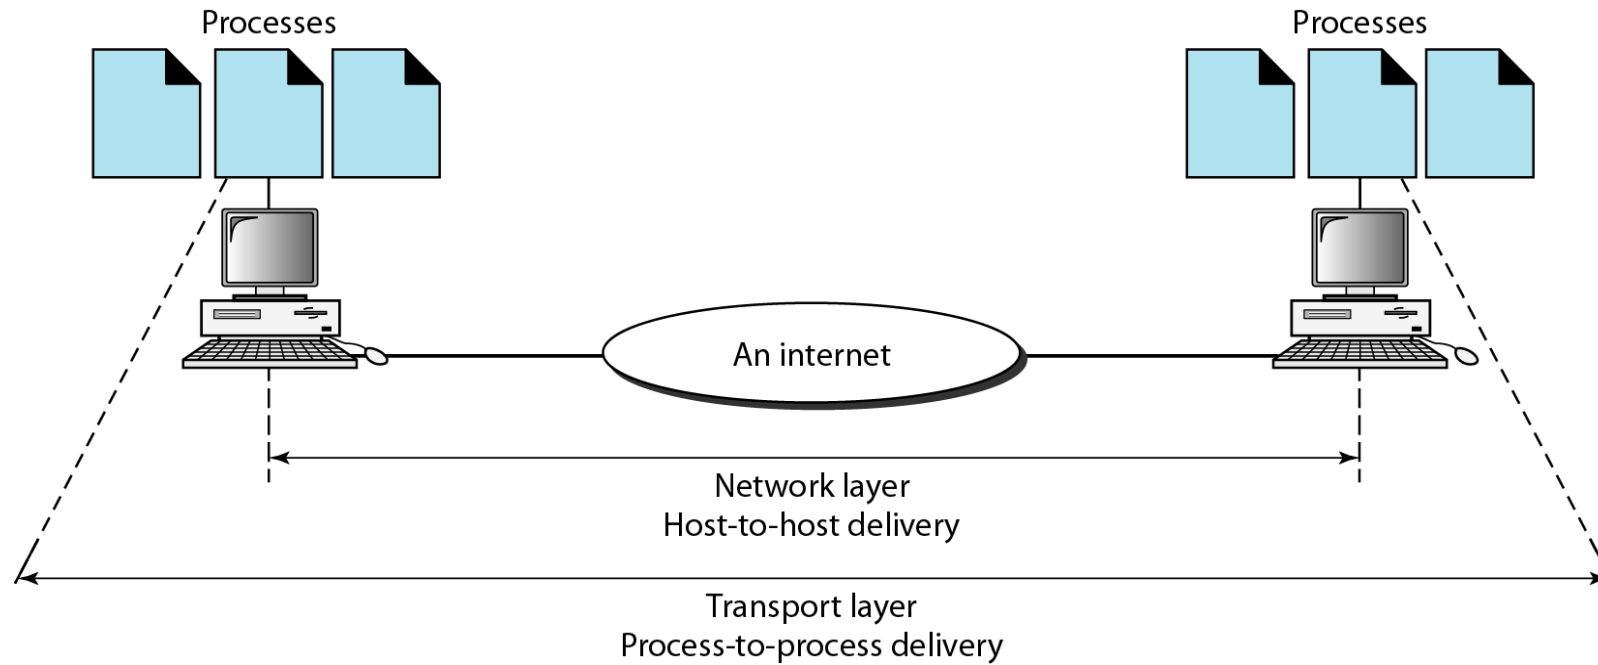 Processes
Processes
An internet
Network layer
Host-to-host delivery
Transport layer
Process-to-process delivery